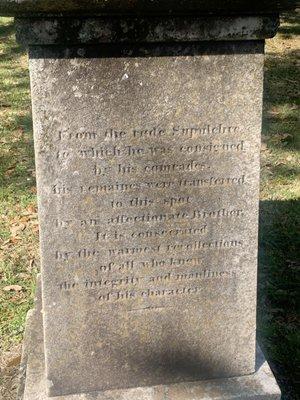 From the rude Sepulchre
to which he was consigned
by his comrades,
his remaines were transferred
to this spot
by an affectionate Brother.
It is consecrated
by the warmest recollections
of all who knew
the integrity and manliness
of his character